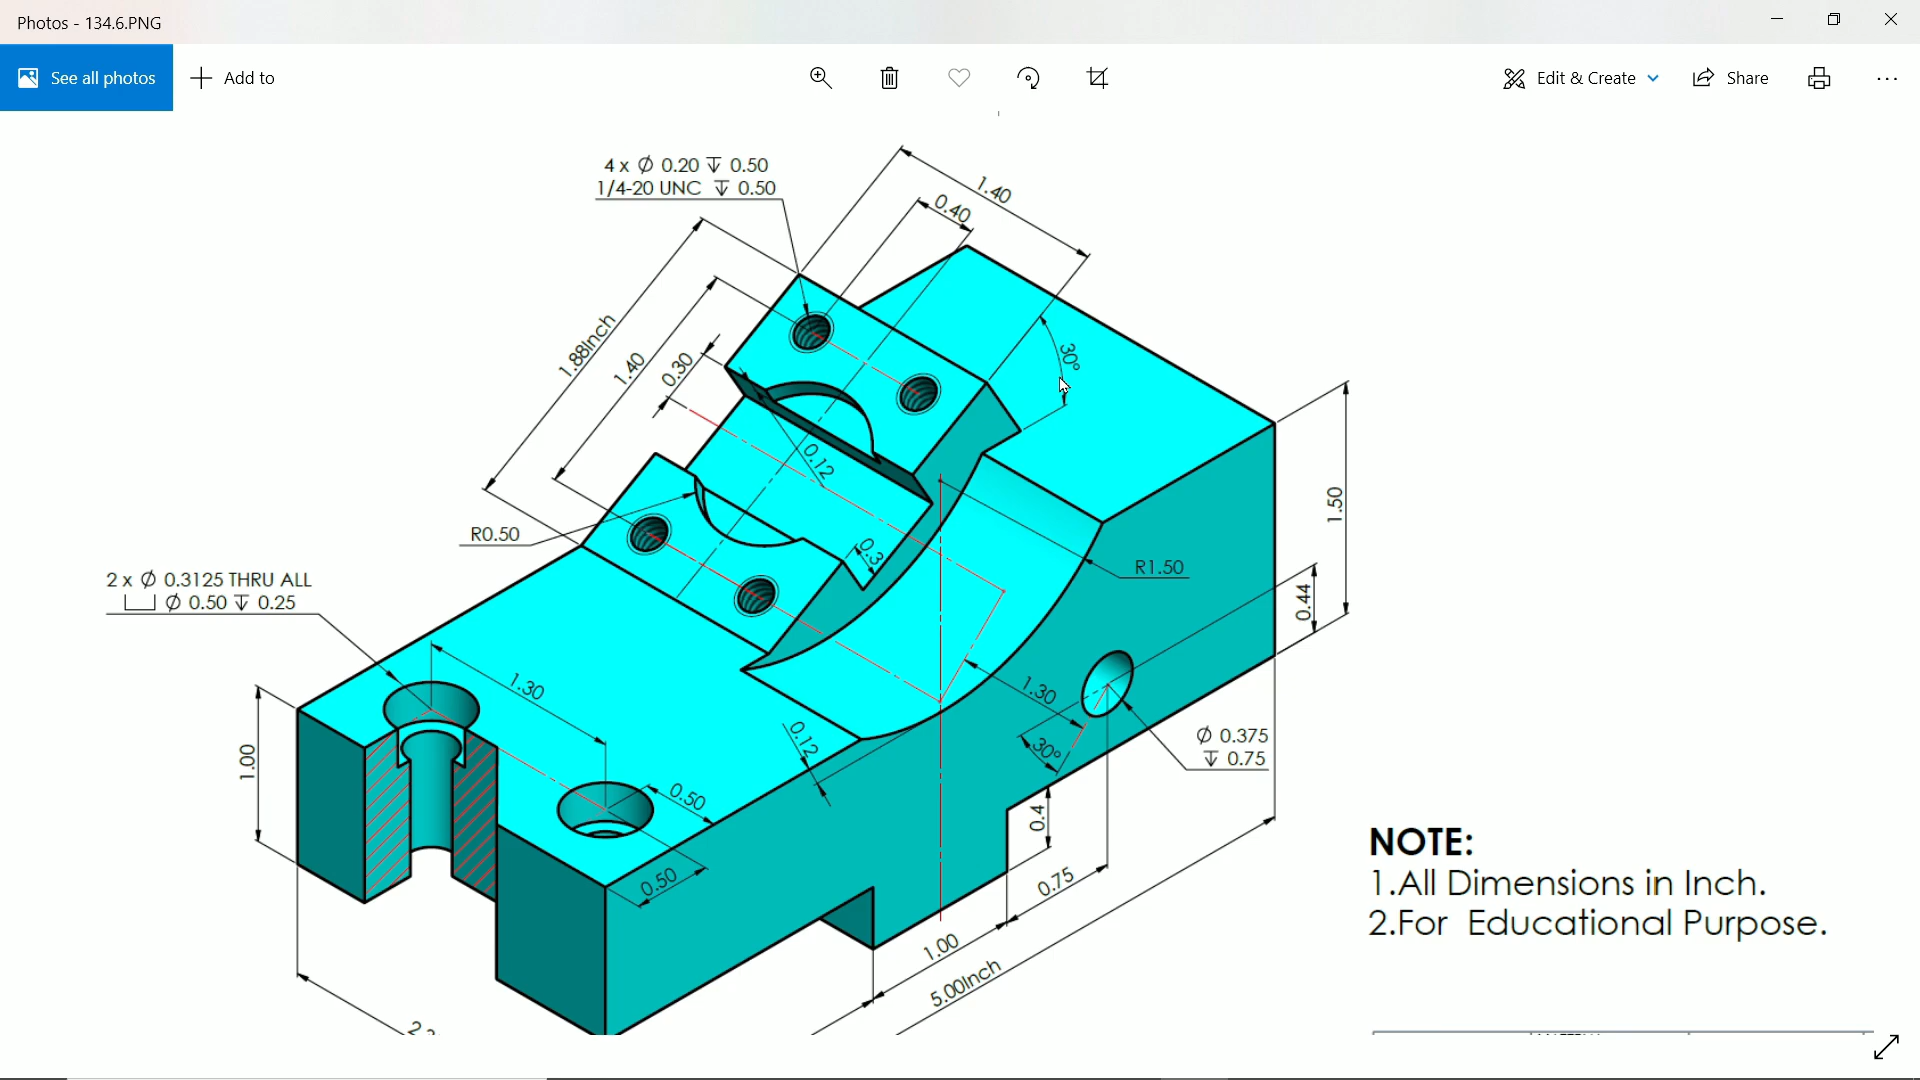 Photos - 134.6.PNG
See all photos
Add to
Edit & Create
Share
4 x ∅ 0.20 ↧ 0.50
1/4-20 UNC ↧ 0.50
1.40
0.40
1.88Inch
1.40
0.30
30°
0.12
R0.50
0.3
R1.50
1.50
0.44
2 x ∅ 0.3125 THRU ALL
⌴ ∅ 0.50 ↧ 0.25
1.30
1.30
1.00
0.12
30°
∅ 0.375
↧ 0.75
0.50
0.4
0.50
0.75
1.00
5.00Inch
NOTE:
1.All Dimensions in Inch.
2.For Educational Purpose.